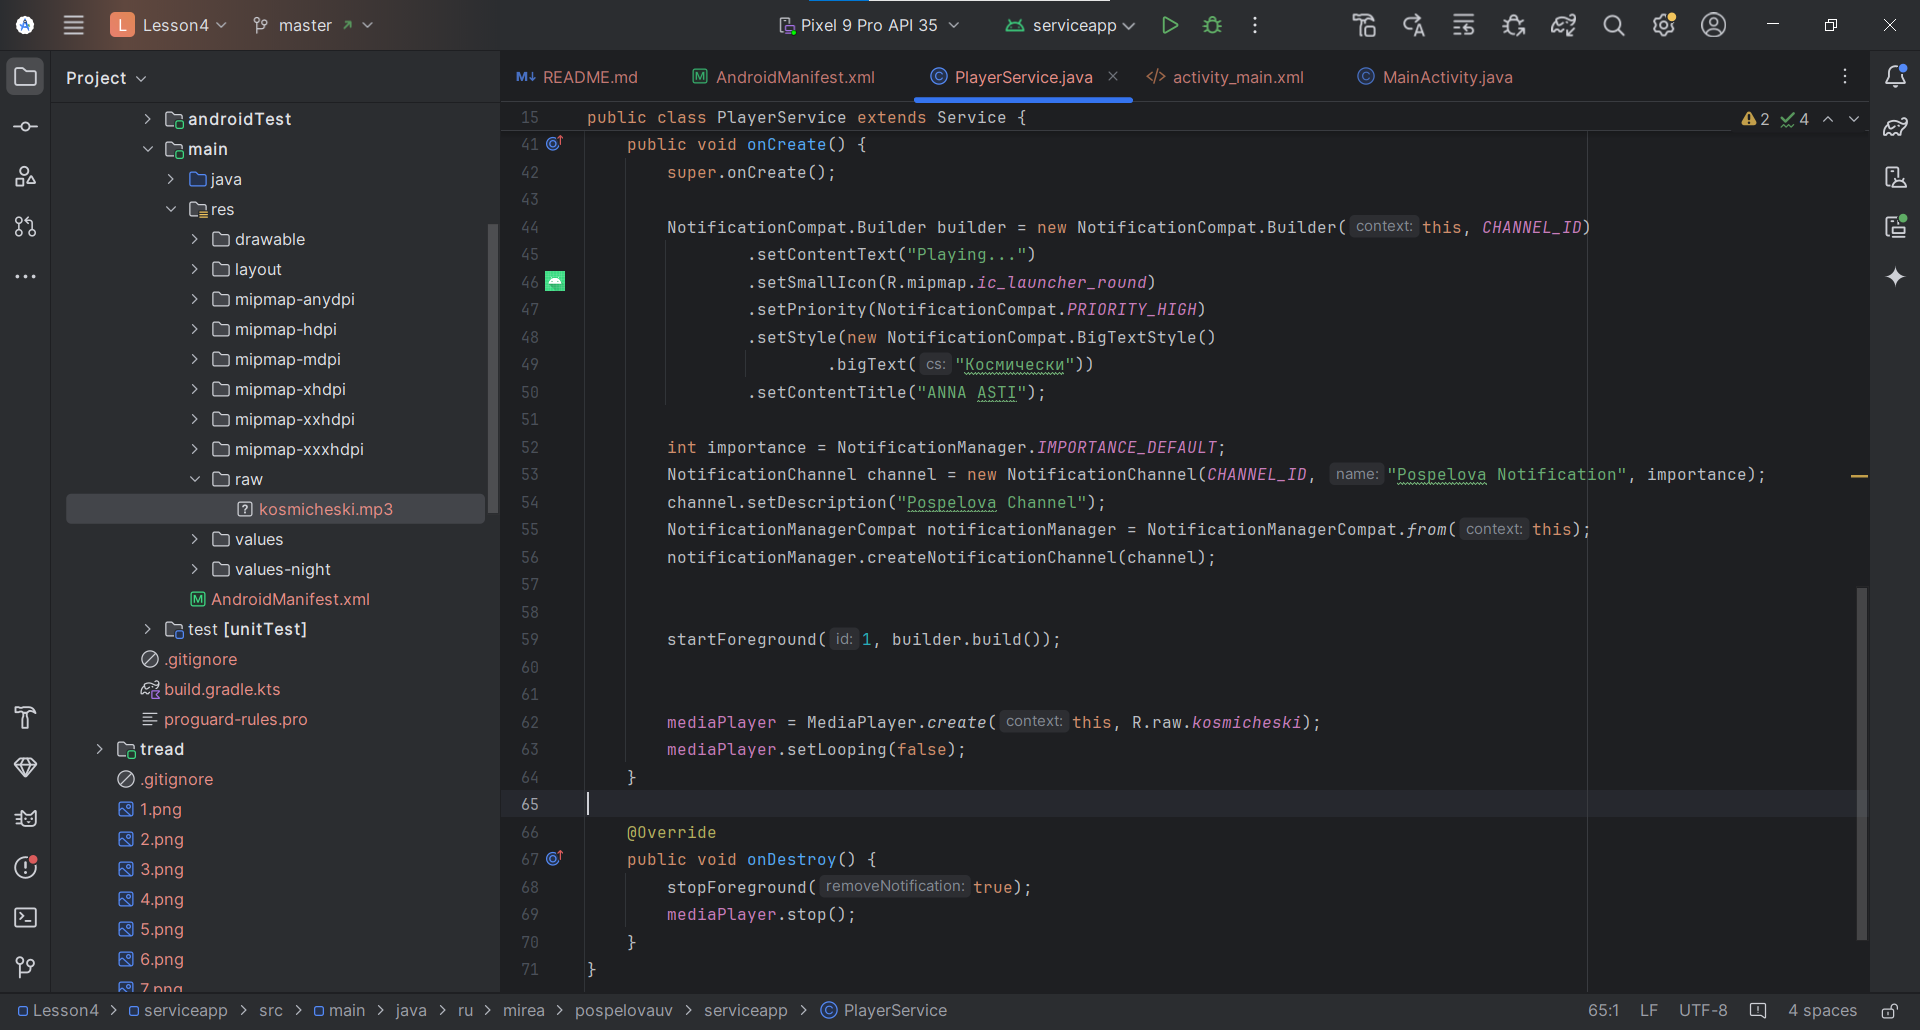 L Lesson4 master Pixel 9 Pro API 35 serviceapp
Project
androidTest
main
java
res
drawable
layout
mipmap-anydpi
mipmap-hdpi
mipmap-mdpi
mipmap-xhdpi
mipmap-xxhdpi
mipmap-xxxhdpi
raw
kosmicheski.mp3
values
values-night
AndroidManifest.xml
test [unitTest]
.gitignore
build.gradle.kts
proguard-rules.pro
tread
.gitignore
1.png
2.png
3.png
4.png
5.png
6.png
7.png
README.md AndroidManifest.xml PlayerService.java activity_main.xml MainActivity.java
15 public class PlayerService extends Service { 2 4
41 public void onCreate() {
42 super.onCreate();
43
44 NotificationCompat.Builder builder = new NotificationCompat.Builder( context: this, CHANNEL_ID)
45 .setContentText("Playing...")
46 .setSmallIcon(R.mipmap.ic_launcher_round)
47 .setPriority(NotificationCompat.PRIORITY_HIGH)
48 .setStyle(new NotificationCompat.BigTextStyle()
49 .bigText( cs: "Космически"))
50 .setContentTitle("ANNA ASTI");
51
52 int importance = NotificationManager.IMPORTANCE_DEFAULT;
53 NotificationChannel channel = new NotificationChannel(CHANNEL_ID, name: "Pospelova Notification", importance);
54 channel.setDescription("Pospelova Channel");
55 NotificationManagerCompat notificationManager = NotificationManagerCompat.from( context: this);
56 notificationManager.createNotificationChannel(channel);
57
58
59 startForeground( id: 1, builder.build());
60
61
62 mediaPlayer = MediaPlayer.create( context: this, R.raw.kosmicheski);
63 mediaPlayer.setLooping(false);
64 }
65
66 @Override
67 public void onDestroy() {
68 stopForeground( removeNotification: true);
69 mediaPlayer.stop();
70 }
71 }
Lesson4 > serviceapp > src > main > java > ru > mirea > pospelovauv > serviceapp > PlayerService 65:1 LF UTF-8 4 spaces